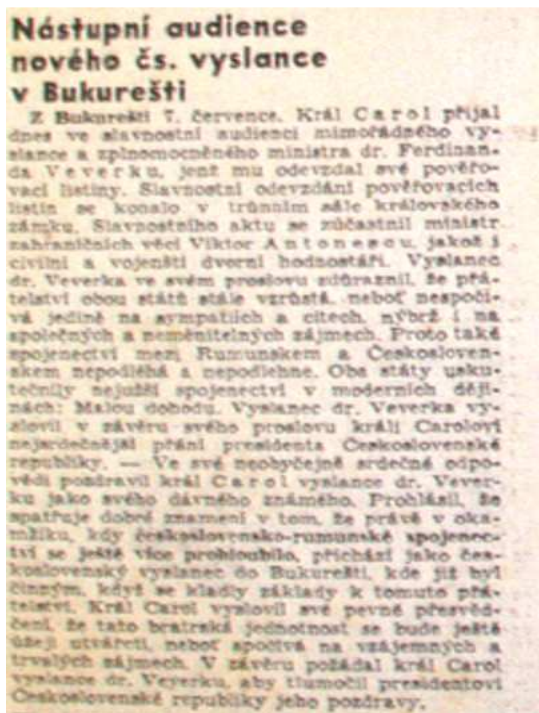 Nástupní audience
nového čs. vyslance
v Bukurešti
Z Bukurešti 7. července. Král Carol přijal
dnes ve slavnostní audienci mimořádného vy-
slance a zplnomocněného ministra dr. Ferdinan-
da Veverku, jenž mu odevzdal své pověřo-
vací listiny. Slavnostní odevzdání pověřovacích
listin se konalo v trůnním sále královského
zámku. Slavnostního aktu se zúčastnil ministr
zahraničních věcí Viktor Antonescu, jakož i
civilní a vojenští dvorní hodnostáři. Vyslanec
dr. Veverka ve svém proslovu zdůraznil, že přá-
telství obou států stále vzrůstá, neboť nespočí-
vá jedině na sympatiích a citech, nýbrž i na
společných a neměnitelných zájmech. Proto také
spojenectví mezi Rumunskem a Českosloven-
skem nepodléhá a nepodlehne. Oba státy usku-
tečnily nejužší spojenectví v moderních ději-
nách: Malou dohodu. Vyslanec dr. Veverka vy-
slovil v závěru svého proslovu králi Carolovi
nejsrdečnější přání presidenta Československé
republiky. — Ve své neobyčejně srdečné odpo-
vědi pozdravil král Carol vyslance dr. Vever-
ku jako svého dávného známého. Prohlásil, že
spatřuje dobré znamení v tom, že právě v oka-
mžiku, kdy československo-rumunské spojenec-
tví se ještě více prohloubilo, přichází jako čes-
koslovenský vyslanec do Bukurešti, kde již byl
činným, když se kladly základy k tomuto přá-
telství. Král Carol vyslovil své pevné přesvěd-
čení, že tato bratrská jednotnost se bude ještě
úžeji utvářeti, neboť spočívá na vzájemných a
trvalých zájmech. V závěru požádal král Carol
vyslance dr. Veverku, aby tlumočil presidentovi
Československé republiky jeho pozdravy.